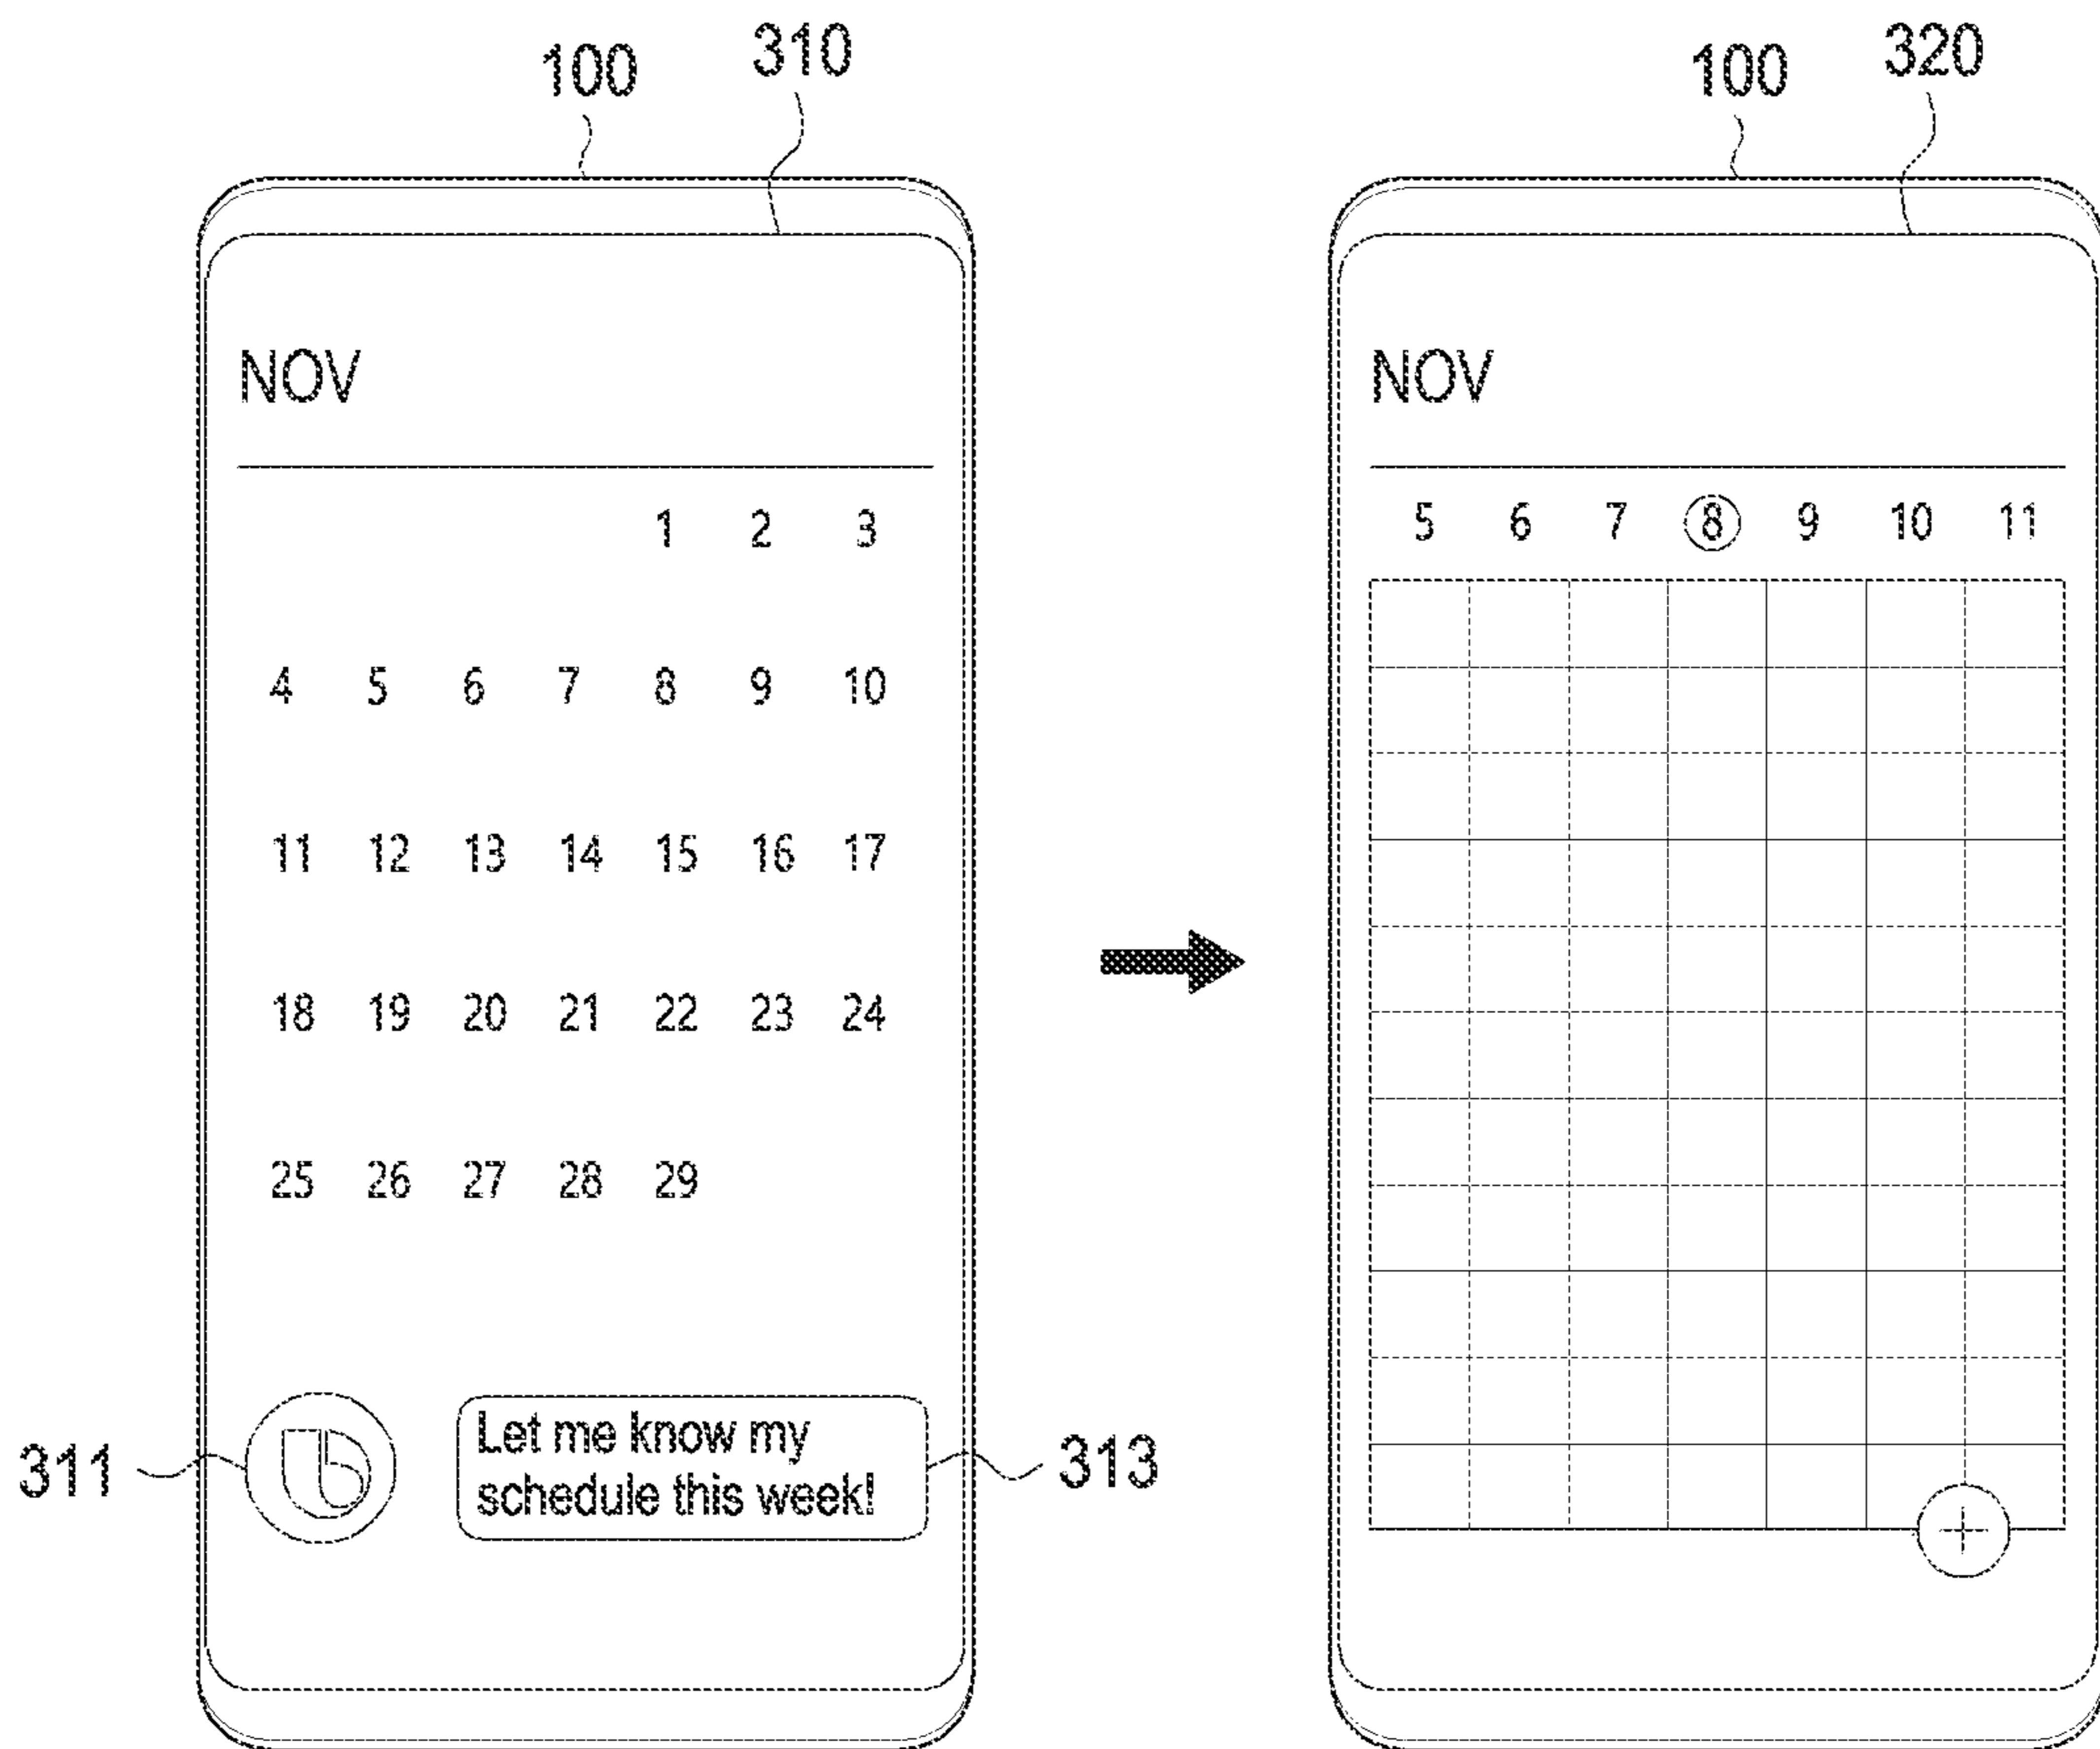 100 310
NOV
1 2 3
4 5 6 7 8 9 10
11 12 13 14 15 16 17
18 19 20 21 22 23 24
25 26 27 28 29
311
Let me know my
schedule this week!
313
100 320
NOV
5 6 7 8 9 10 11
+